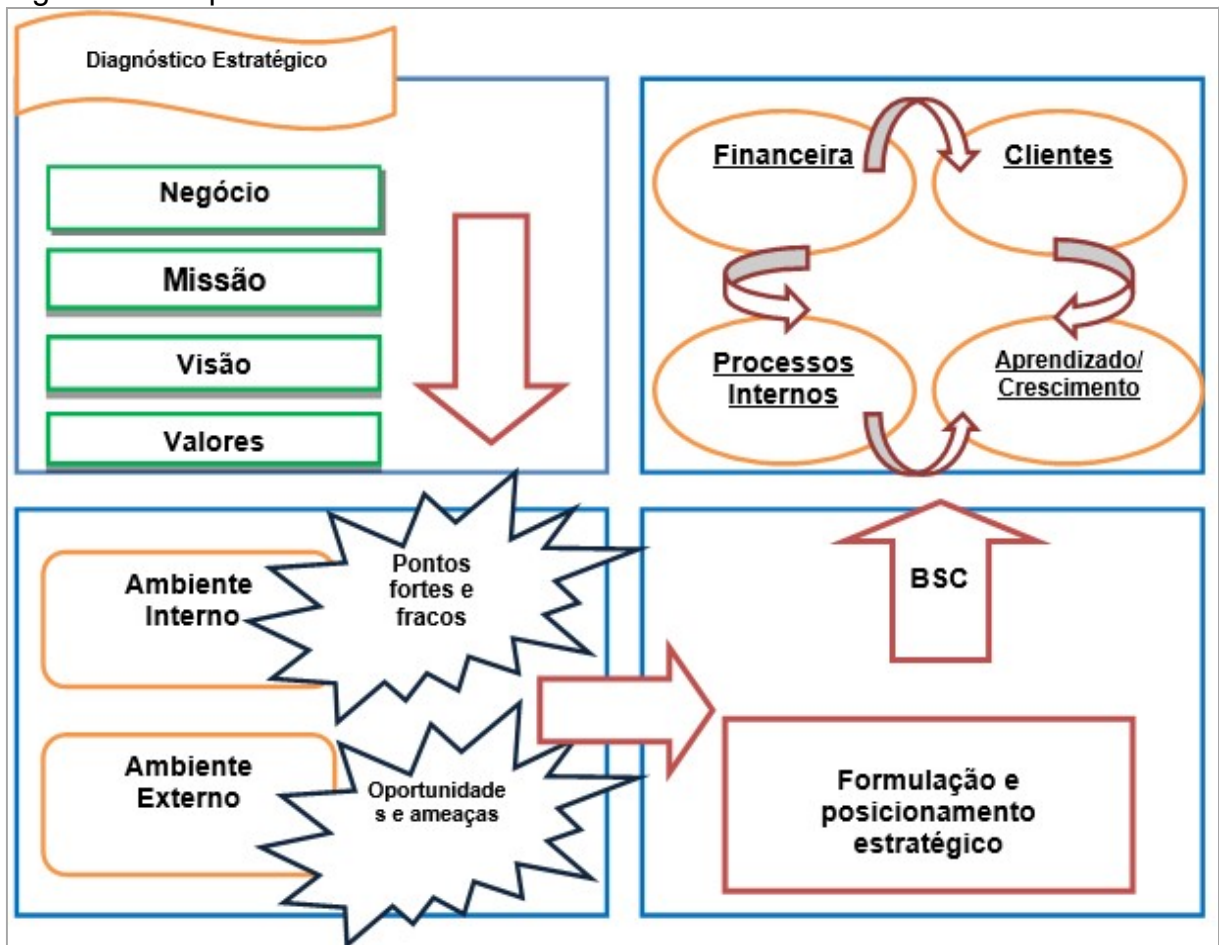 Diagnóstico Estratégico
Negócio
Missão
Visão
Valores
Financeira
Clientes
Processos
Internos
Aprendizado/
Crescimento
Ambiente
Interno
Pontos
fortes e
fracos
Ambiente
Externo
Oportunidade
s e ameaças
BSC
Formulação e
posicionamento
estratégico